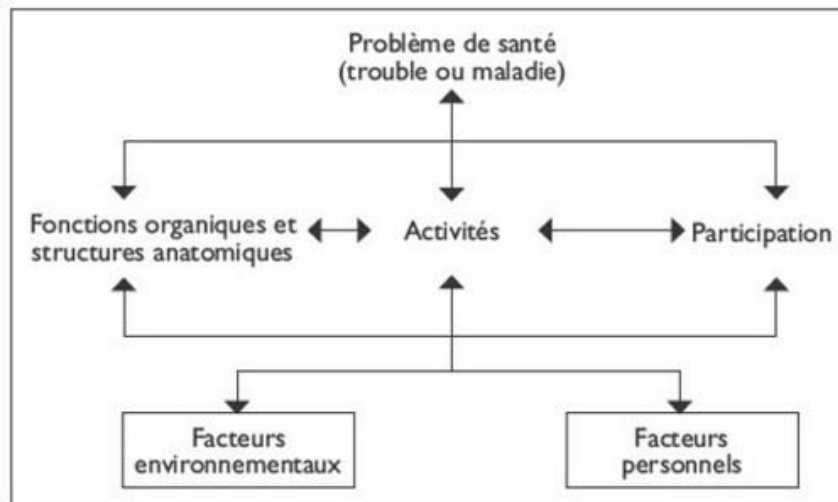 Problème de santé
(trouble ou maladie)
Fonctions organiques et
structures anatomiques
Activités
Participation
Facteurs
environnementaux
Facteurs
personnels